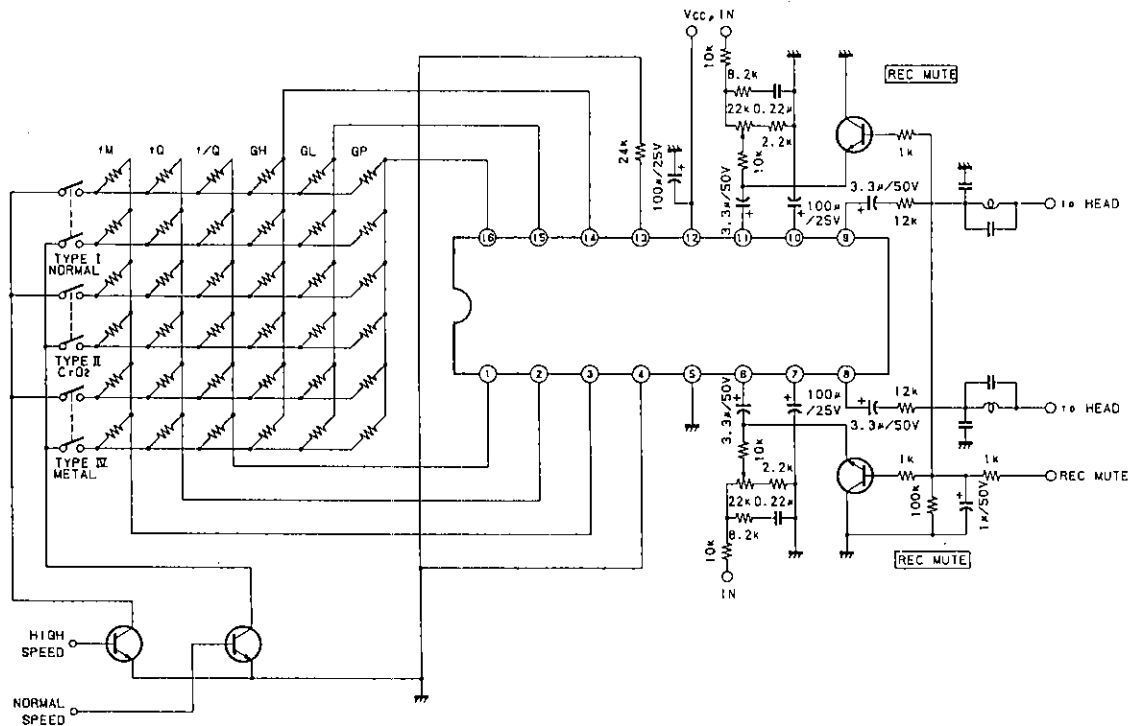 VCC, IN
10k
8.2k
22k 0.22μ
2.2k
10k
REC MUTE
1k
24k
100μ/25V
3.3μ/50V
100μ
/25V
3.3μ/50V
12k
TO HEAD
fM fQ f/Q GH GL GP
TYPE I
NORMAL
TYPE II
CrO2
TYPE IV
METAL
16 15 14 13 12 11 10 9
1 2 3 4 5 6 7 8
3.3μ/50V
100μ
/25V
12k
3.3μ/50V
TO HEAD
10k
2.2k
22k 0.22μ
8.2k
10k
IN
1k
1k
REC MUTE
100k
1μ/50V
REC MUTE
HIGH
SPEED
NORMAL
SPEED